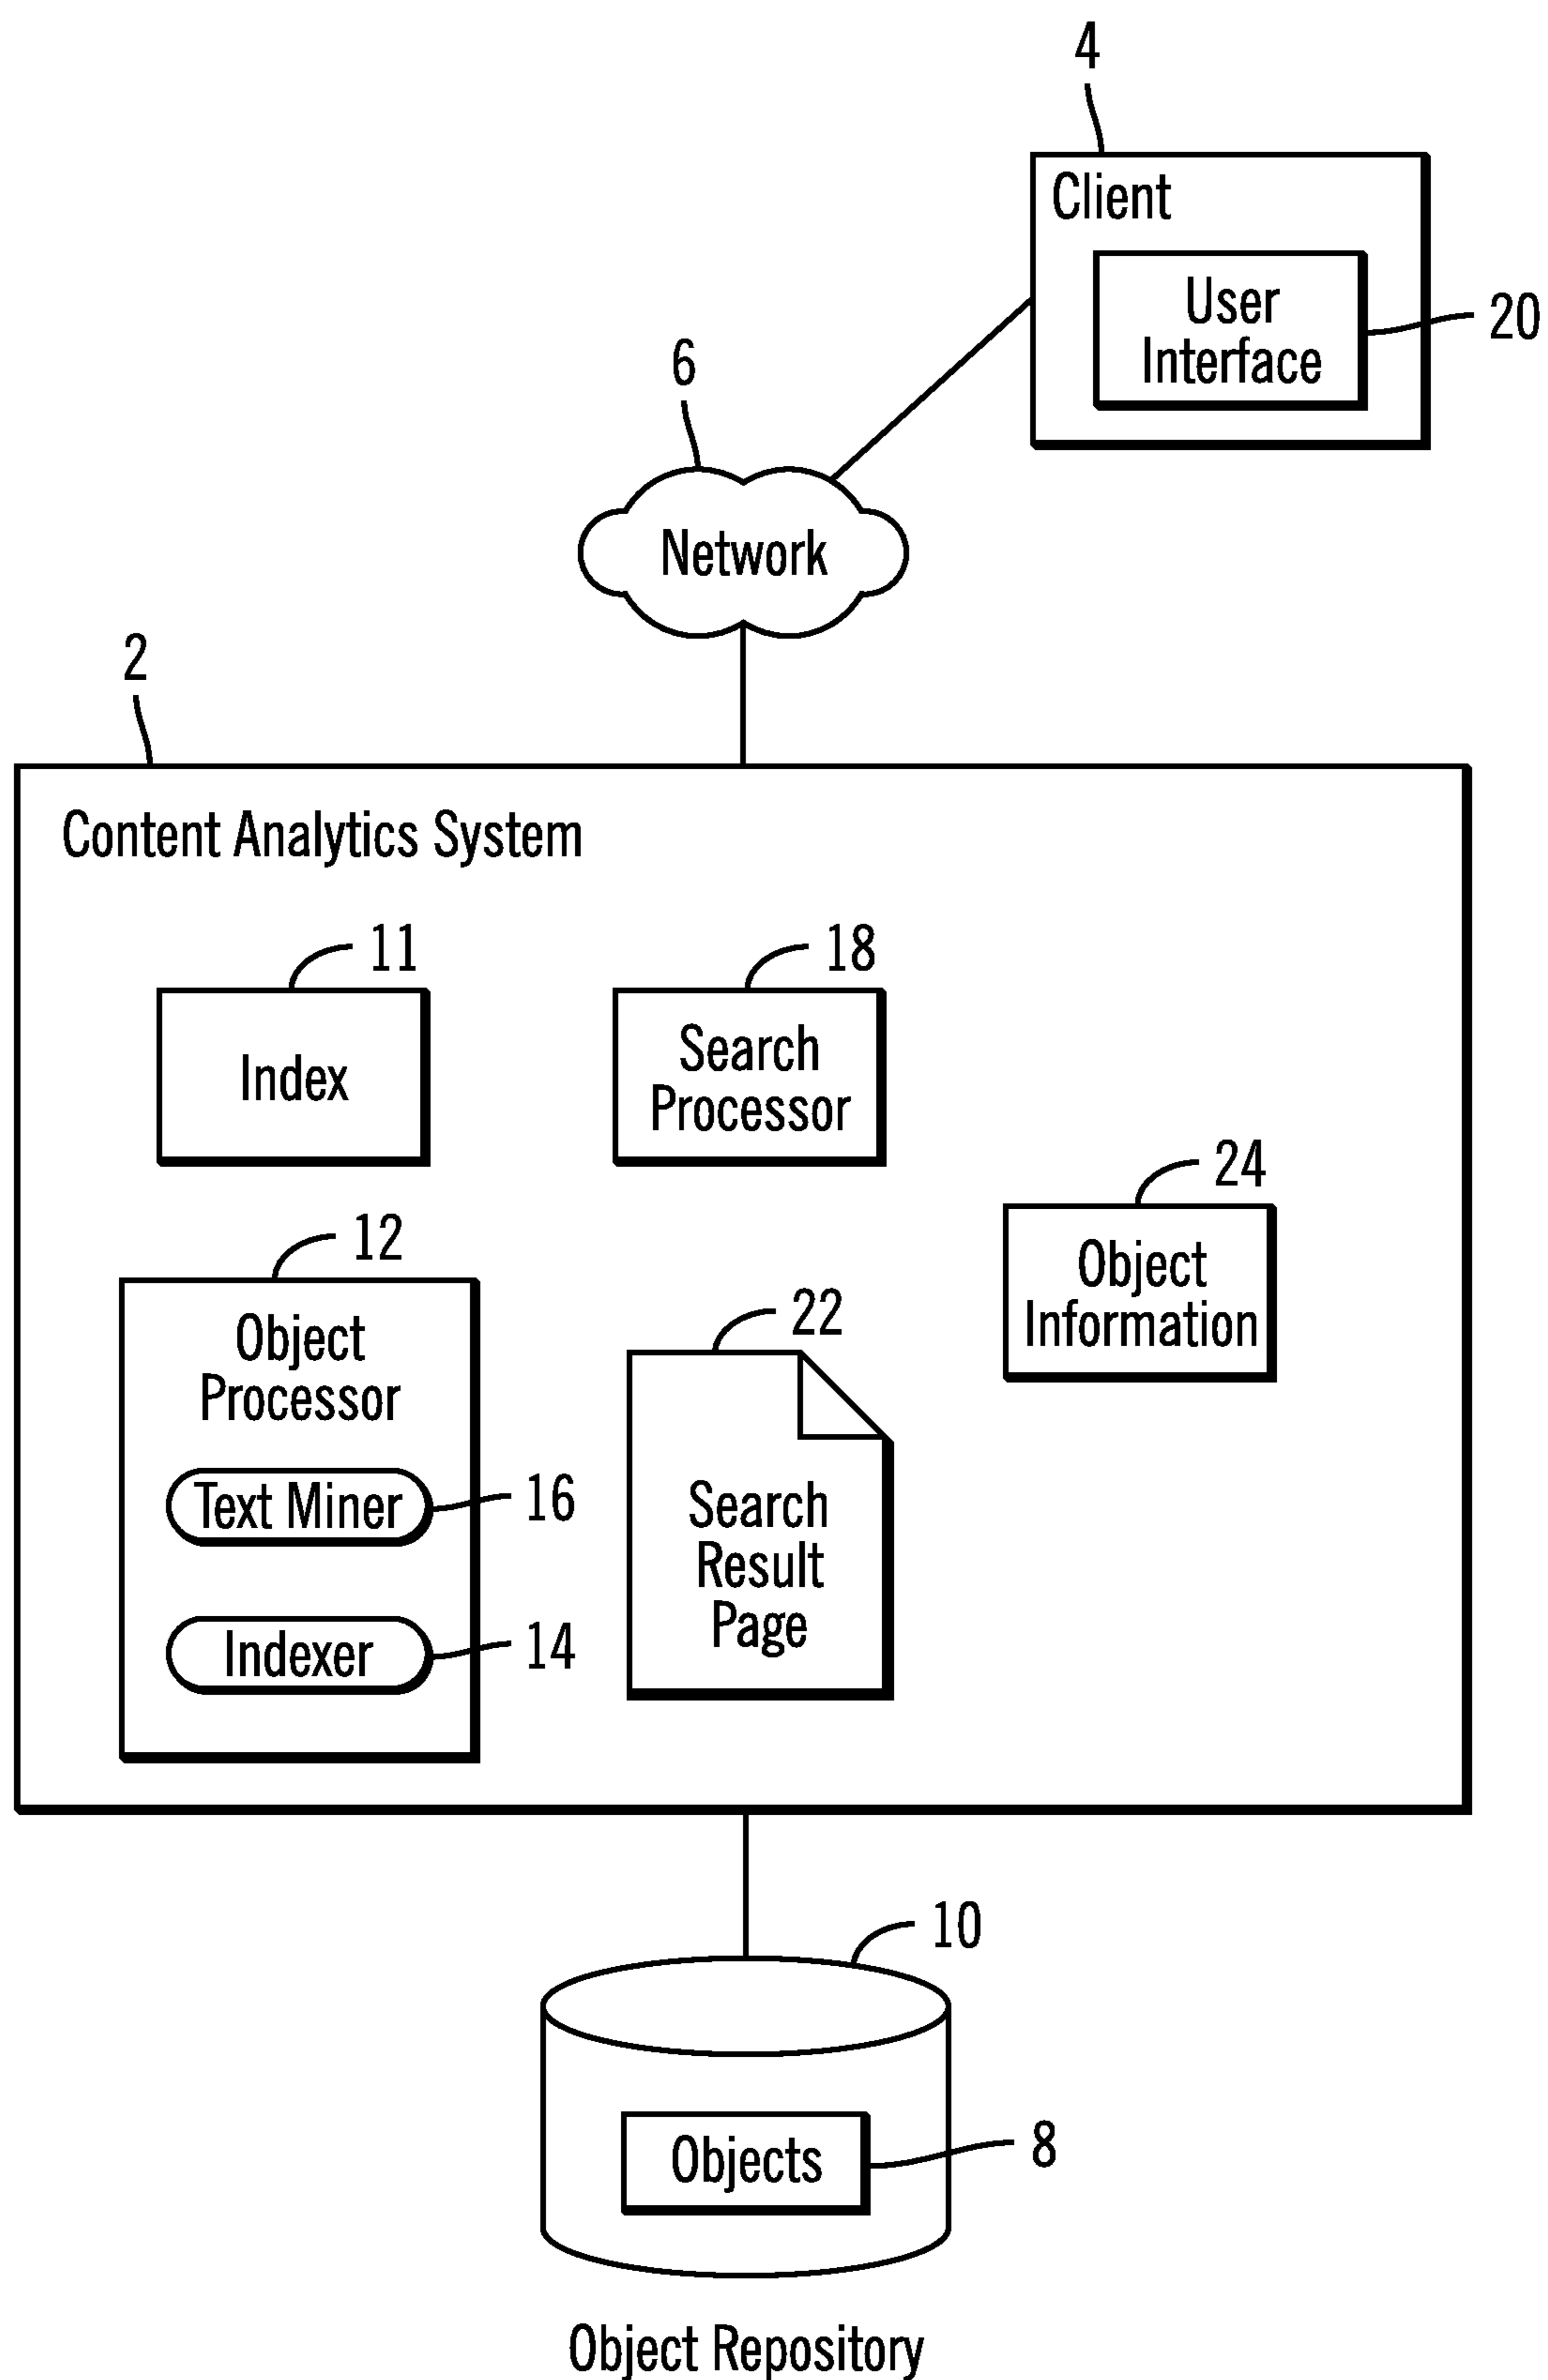 4
Client
User
Interface
20
6
Network
2
Content Analytics System
11
Index
18
Search
Processor
24
Object
Information
12
Object
Processor
Text Miner
16
Indexer
14
22
Search
Result
Page
10
Objects
8
Object Repository